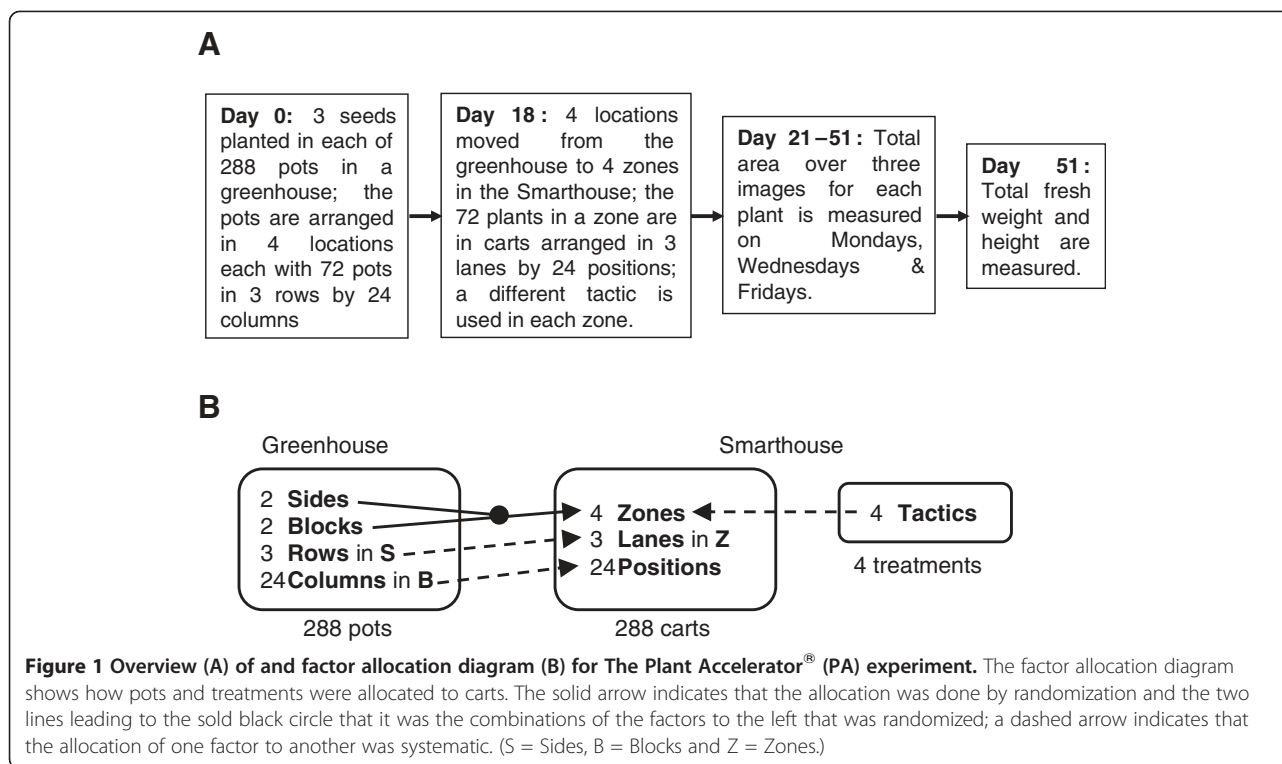 A
Day 0: 3 seeds
planted in each of
288 pots in a
greenhouse; the
pots are arranged
in 4 locations
each with 72 pots
in 3 rows by 24
columns
Day 18 : 4 locations
moved from the
greenhouse to 4 zones
in the Smarthouse; the
72 plants in a zone are
in carts arranged in 3
lanes by 24 positions;
a different tactic is
used in each zone.
Day 21–51 : Total
area over three
images for each
plant is measured
on Mondays,
Wednesdays &
Fridays.
Day 51 :
Total fresh
weight and
height are
measured.
B
Greenhouse
2 Sides
2 Blocks
3 Rows in S
24 Columns in B
288 pots
Smarthouse
4 Zones
3 Lanes in Z
24 Positions
288 carts
4 Tactics
4 treatments
Figure 1 Overview (A) of and factor allocation diagram (B) for The Plant Accelerator® (PA) experiment. The factor allocation diagram
shows how pots and treatments were allocated to carts. The solid arrow indicates that the allocation was done by randomization and the two
lines leading to the sold black circle that it was the combinations of the factors to the left that was randomized; a dashed arrow indicates that
the allocation of one factor to another was systematic. (S = Sides, B = Blocks and Z = Zones.)